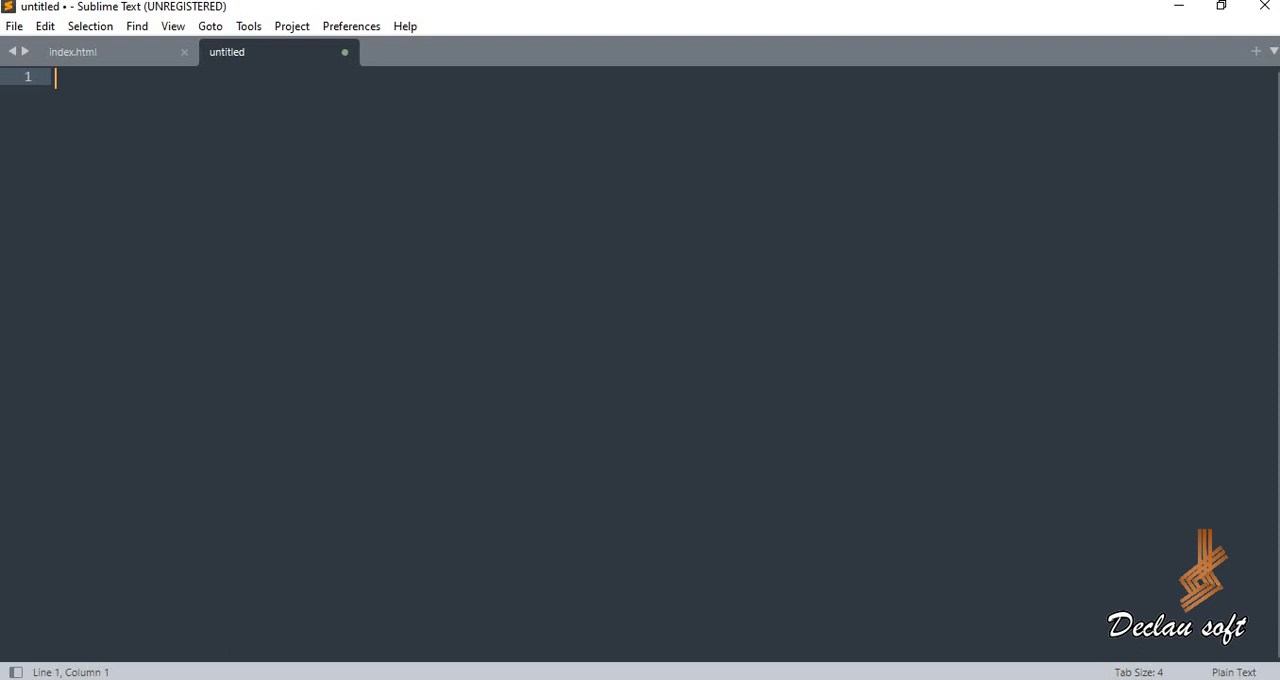 untitled • - Sublime Text (UNREGISTERED)
File Edit Selection Find View Goto Tools Project Preferences Help
index.html untitled
1
Declau soft
Line 1, Column 1 Tab Size: 4 Plain Text